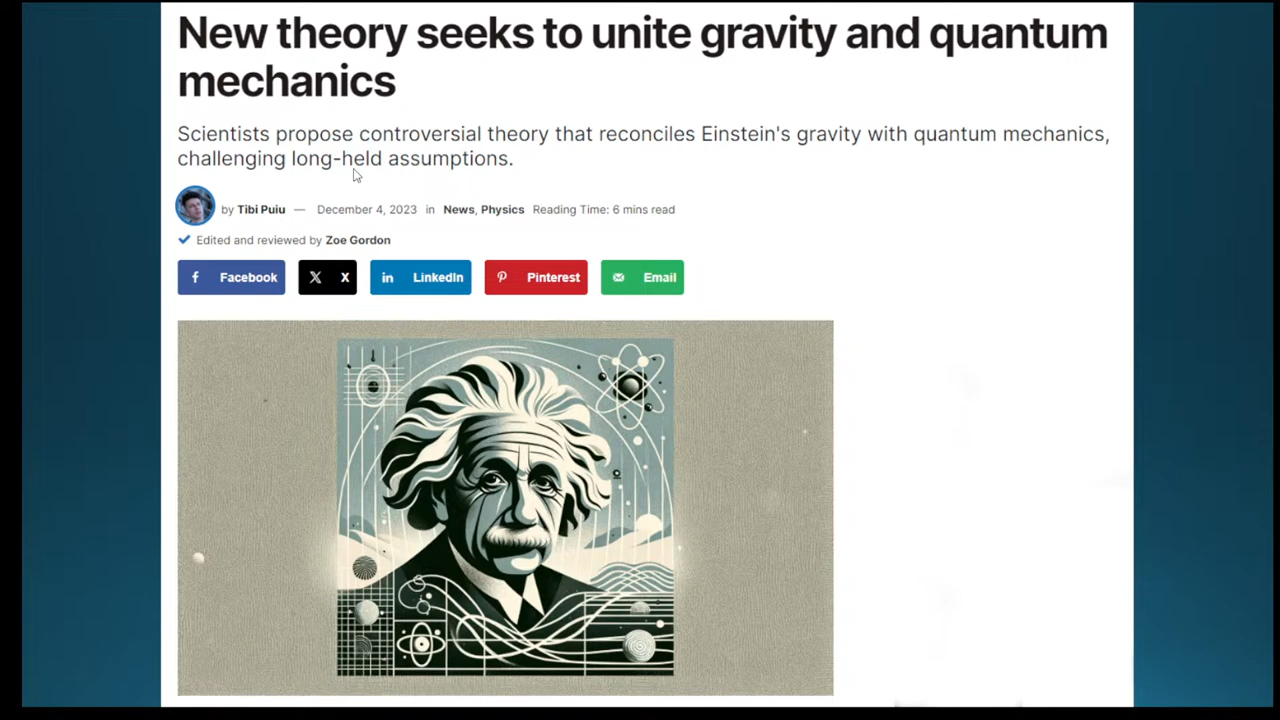 New theory seeks to unite gravity and quantum
mechanics
Scientists propose controversial theory that reconciles Einstein's gravity with quantum mechanics,
challenging long-held assumptions.
by Tibi Puiu — December 4, 2023 in News, Physics Reading Time: 6 mins read
Edited and reviewed by Zoe Gordon
Facebook X LinkedIn Pinterest Email